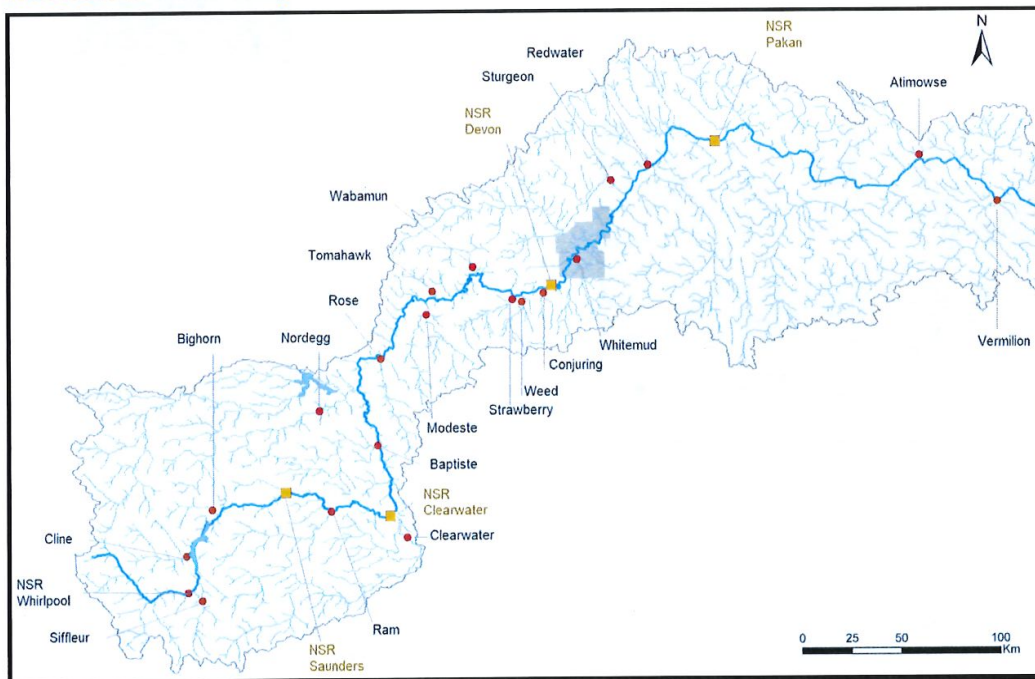 NSR
Pakan
N
Redwater
Sturgeon
Atimowse
NSR
Devon
Wabamun
Tomahawk
Rose
Bighorn
Nordegg
Whitemud
Vermilion
Conjuring
Weed
Strawberry
Modeste
Baptiste
NSR
Clearwater
Clearwater
Cline
NSR
Whirlpool
Siffleur
Ram
NSR
Saunders
0 25 50 100
Km